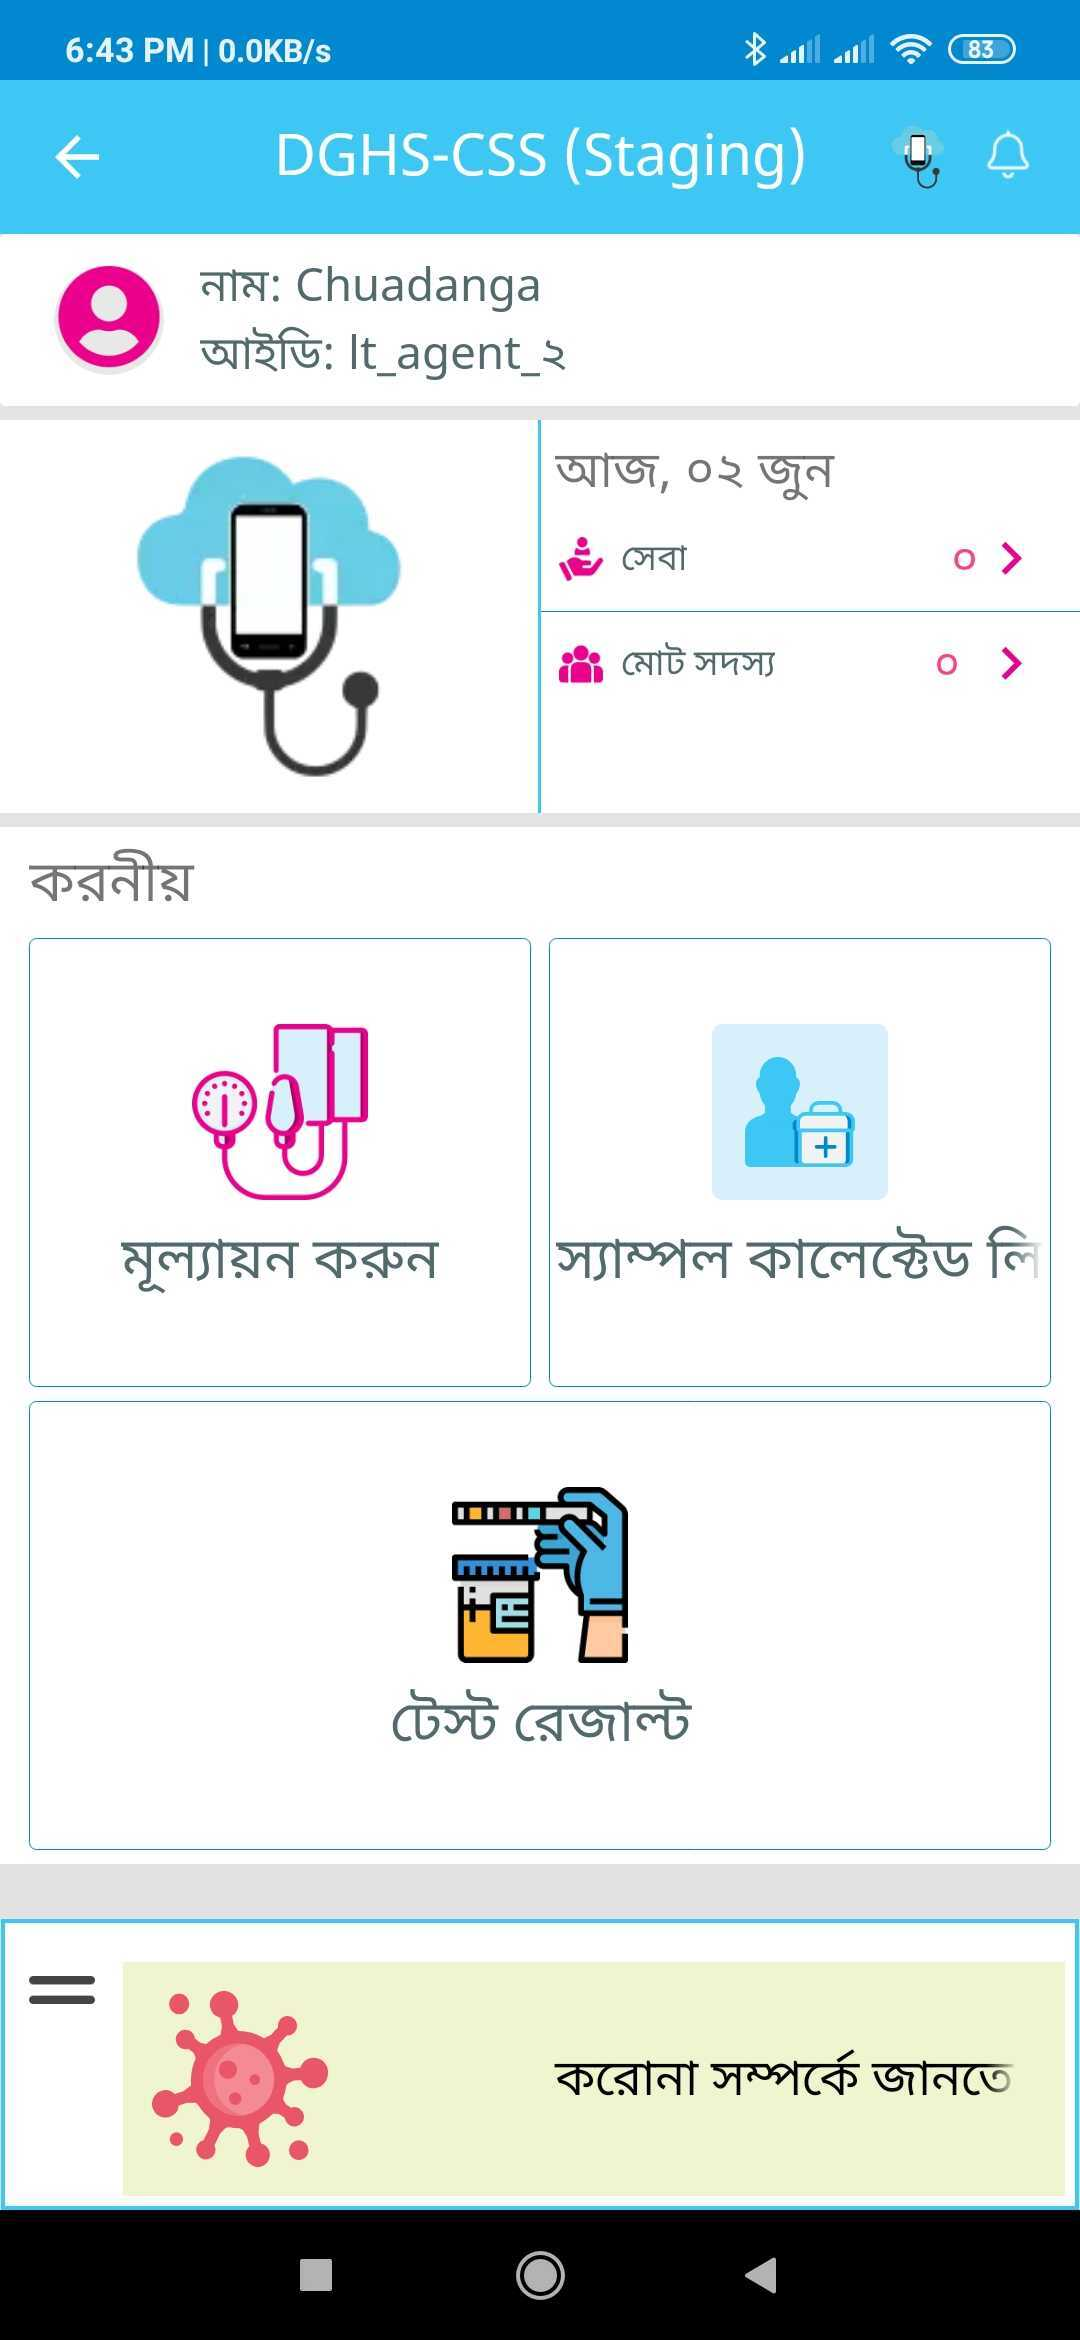 6:43 PM | 0.0KB/s 83
DGHS-CSS (Staging)
নাম: Chuadanga
আইডি: lt_agent_২
আজ, ০২ জুন
সেবা ০
মোট সদস্য ০
করনীয়
মূল্যায়ন করুন
স্যাম্পল কালেক্টেড লি
টেস্ট রেজাল্ট
করোনা সম্পর্কে জানতে